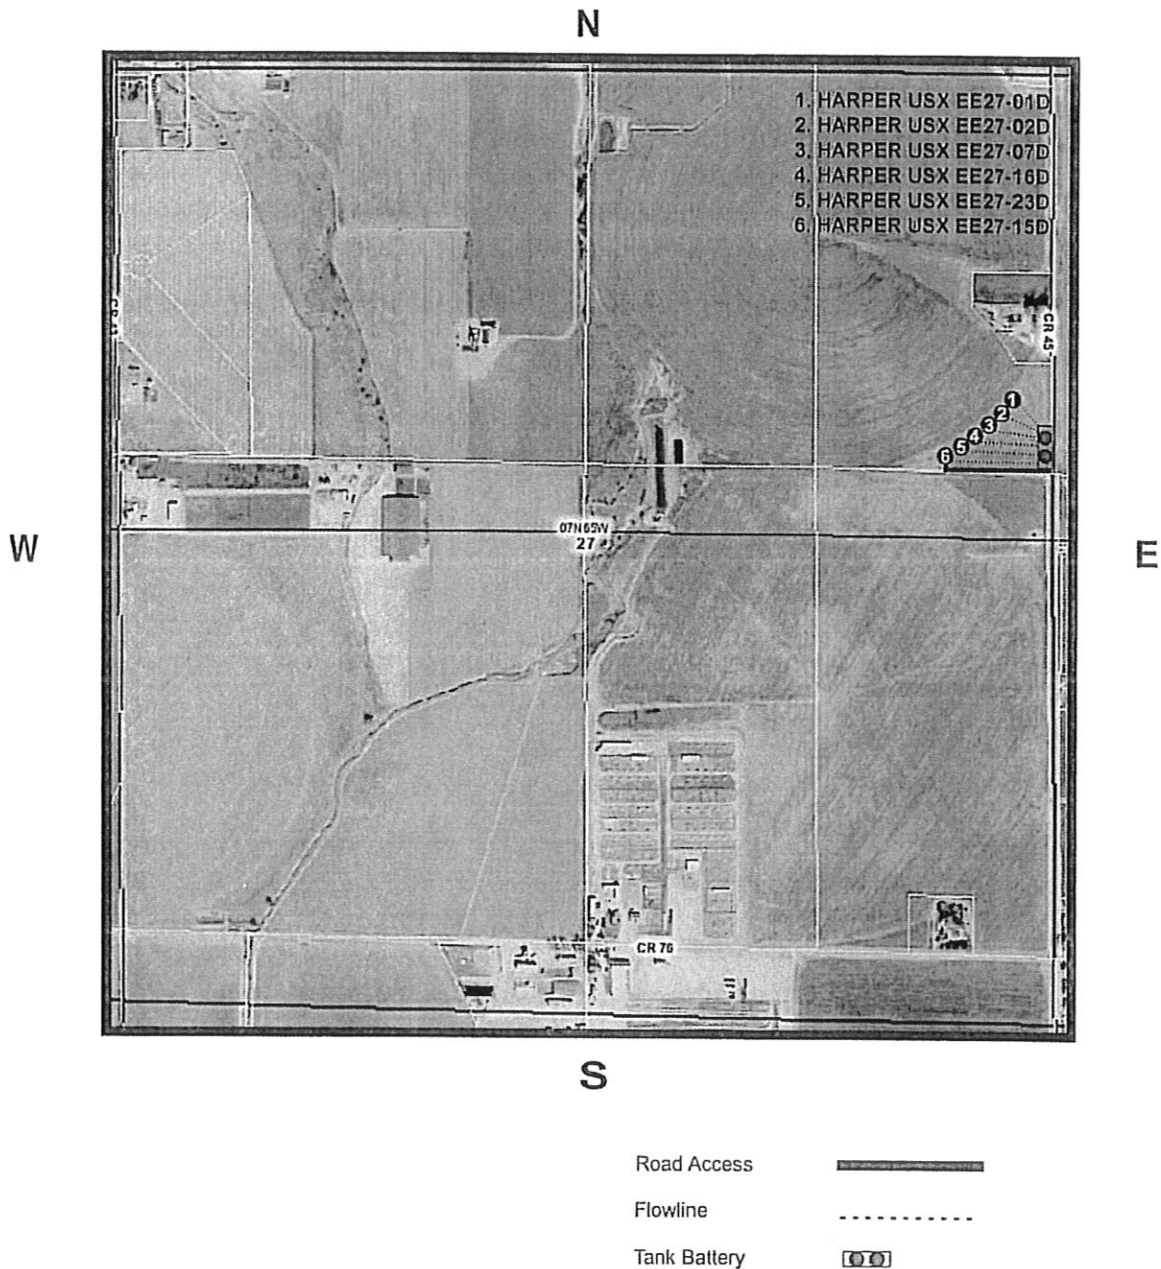 N
1. HARPER USX EE27-01D
2. HARPER USX EE27-02D
3. HARPER USX EE27-07D
4. HARPER USX EE27-16D
5. HARPER USX EE27-23D
6. HARPER USX EE27-15D
CR 45
1
2
3
4
5
6
07N 65W
27
W
E
CR 76
S
Road Access
Flowline
Tank Battery